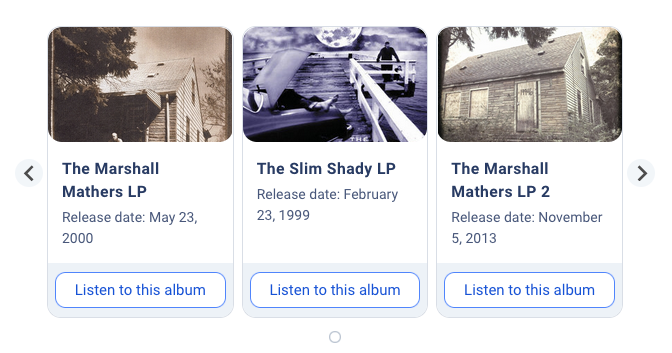 THE
The Marshall
Mathers LP
Release date: May 23,
2000
Listen to this album
The Slim Shady LP
Release date: February
23, 1999
Listen to this album
The Marshall
Mathers LP 2
Release date: November
5, 2013
Listen to this album